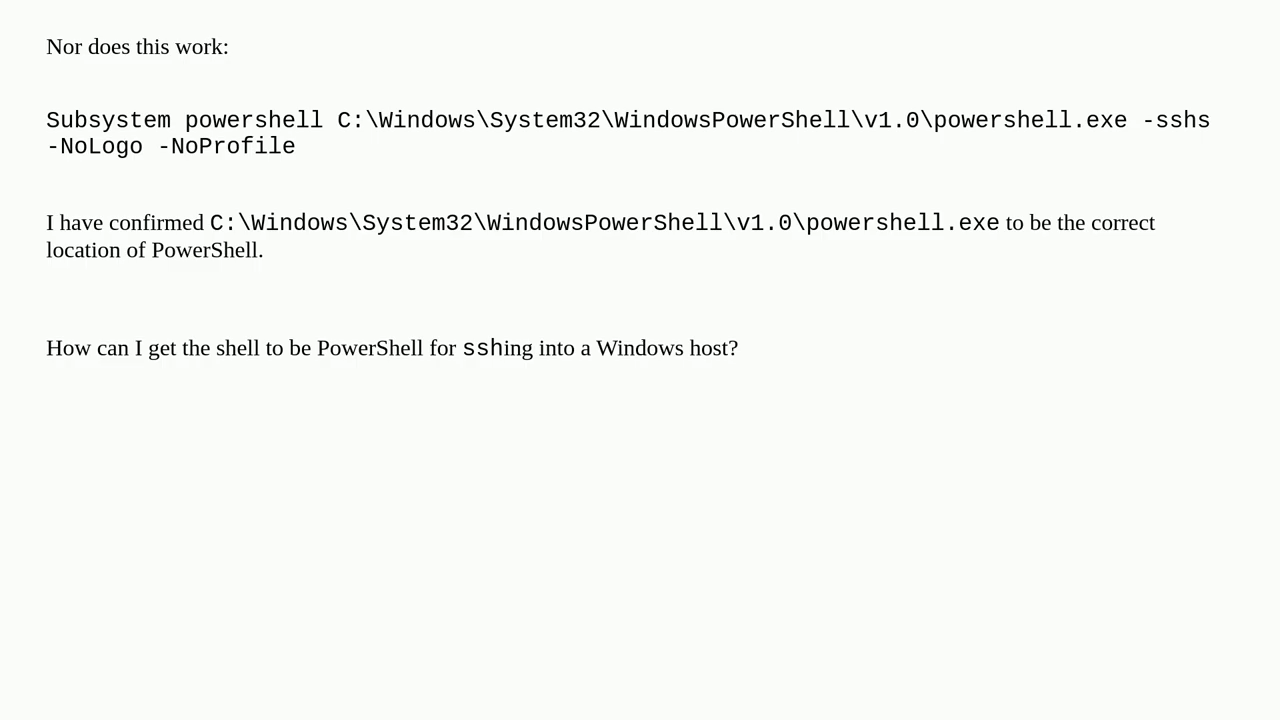 Nor does this work:
Subsystem powershell C:\Windows\System32\WindowsPowerShell\v1.0\powershell.exe -sshs
-NoLogo -NoProfile
I have confirmed C:\Windows\System32\WindowsPowerShell\v1.0\powershell.exe to be the correct
location of PowerShell.
How can I get the shell to be PowerShell for sshing into a Windows host?